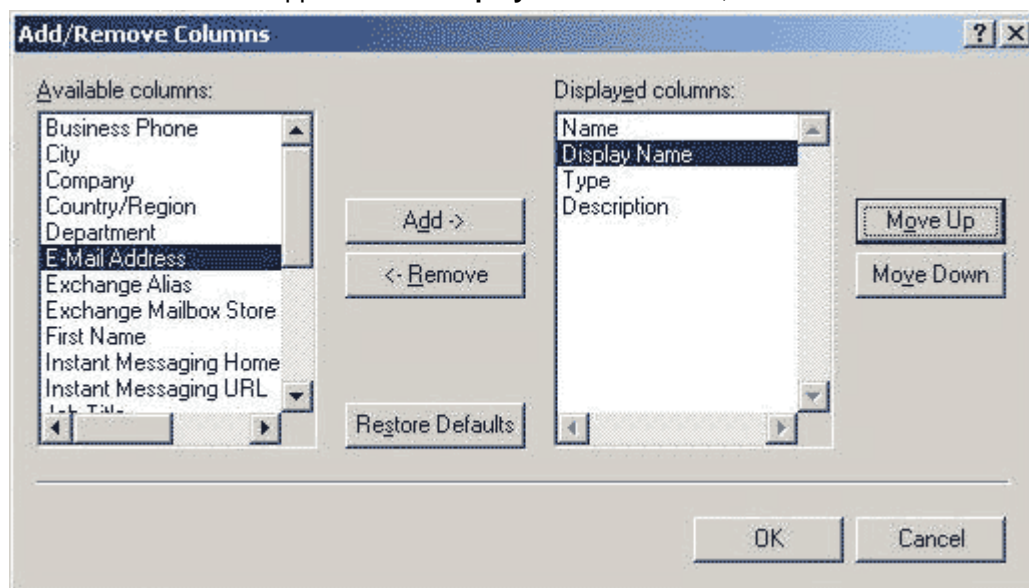 Add/Remove Columns
Available columns:
Business Phone
City
Company
Country/Region
Department
E-Mail Address
Exchange Alias
Exchange Mailbox Store
First Name
Instant Messaging Home
Instant Messaging URL
Add ->
<- Remove
Restore Defaults
Displayed columns:
Name
Display Name
Type
Description
Move Up
Move Down
OK
Cancel